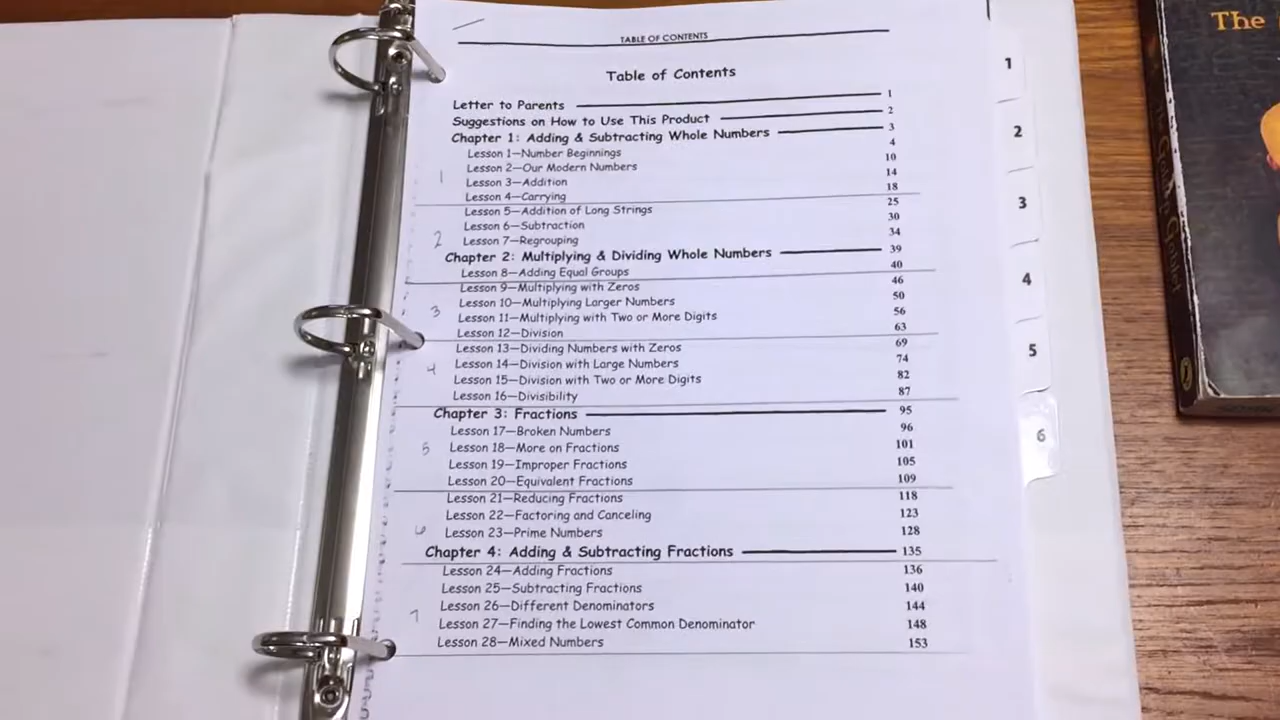 TABLE OF CONTENTS
Table of Contents
Letter to Parents 1
Suggestions on How to Use This Product 2
Chapter 1: Adding & Subtracting Whole Numbers 3
Lesson 1—Number Beginnings 4
Lesson 2—Our Modern Numbers 10
Lesson 3—Addition 14
1
Lesson 4—Carrying 18
Lesson 5—Addition of Long Strings 25
Lesson 6—Subtraction 30
2
Lesson 7—Regrouping 34
Chapter 2: Multiplying & Dividing Whole Numbers 39
Lesson 8—Adding Equal Groups 40
Lesson 9—Multiplying with Zeros 46
Lesson 10—Multiplying Larger Numbers 50
3
Lesson 11—Multiplying with Two or More Digits 56
Lesson 12—Division 63
Lesson 13—Dividing Numbers with Zeros 69
Lesson 14—Division with Large Numbers 74
4
Lesson 15—Division with Two or More Digits 82
Lesson 16—Divisibility 87
Chapter 3: Fractions 95
Lesson 17—Broken Numbers 96
5
Lesson 18—More on Fractions 101
Lesson 19—Improper Fractions 105
Lesson 20—Equivalent Fractions 109
Lesson 21—Reducing Fractions 118
Lesson 22—Factoring and Canceling 123
6
Lesson 23—Prime Numbers 128
Chapter 4: Adding & Subtracting Fractions 135
Lesson 24—Adding Fractions 136
Lesson 25—Subtracting Fractions 140
Lesson 26—Different Denominators 144
7
Lesson 27—Finding the Lowest Common Denominator 148
Lesson 28—Mixed Numbers 153
1
2
3
4
5
6
The